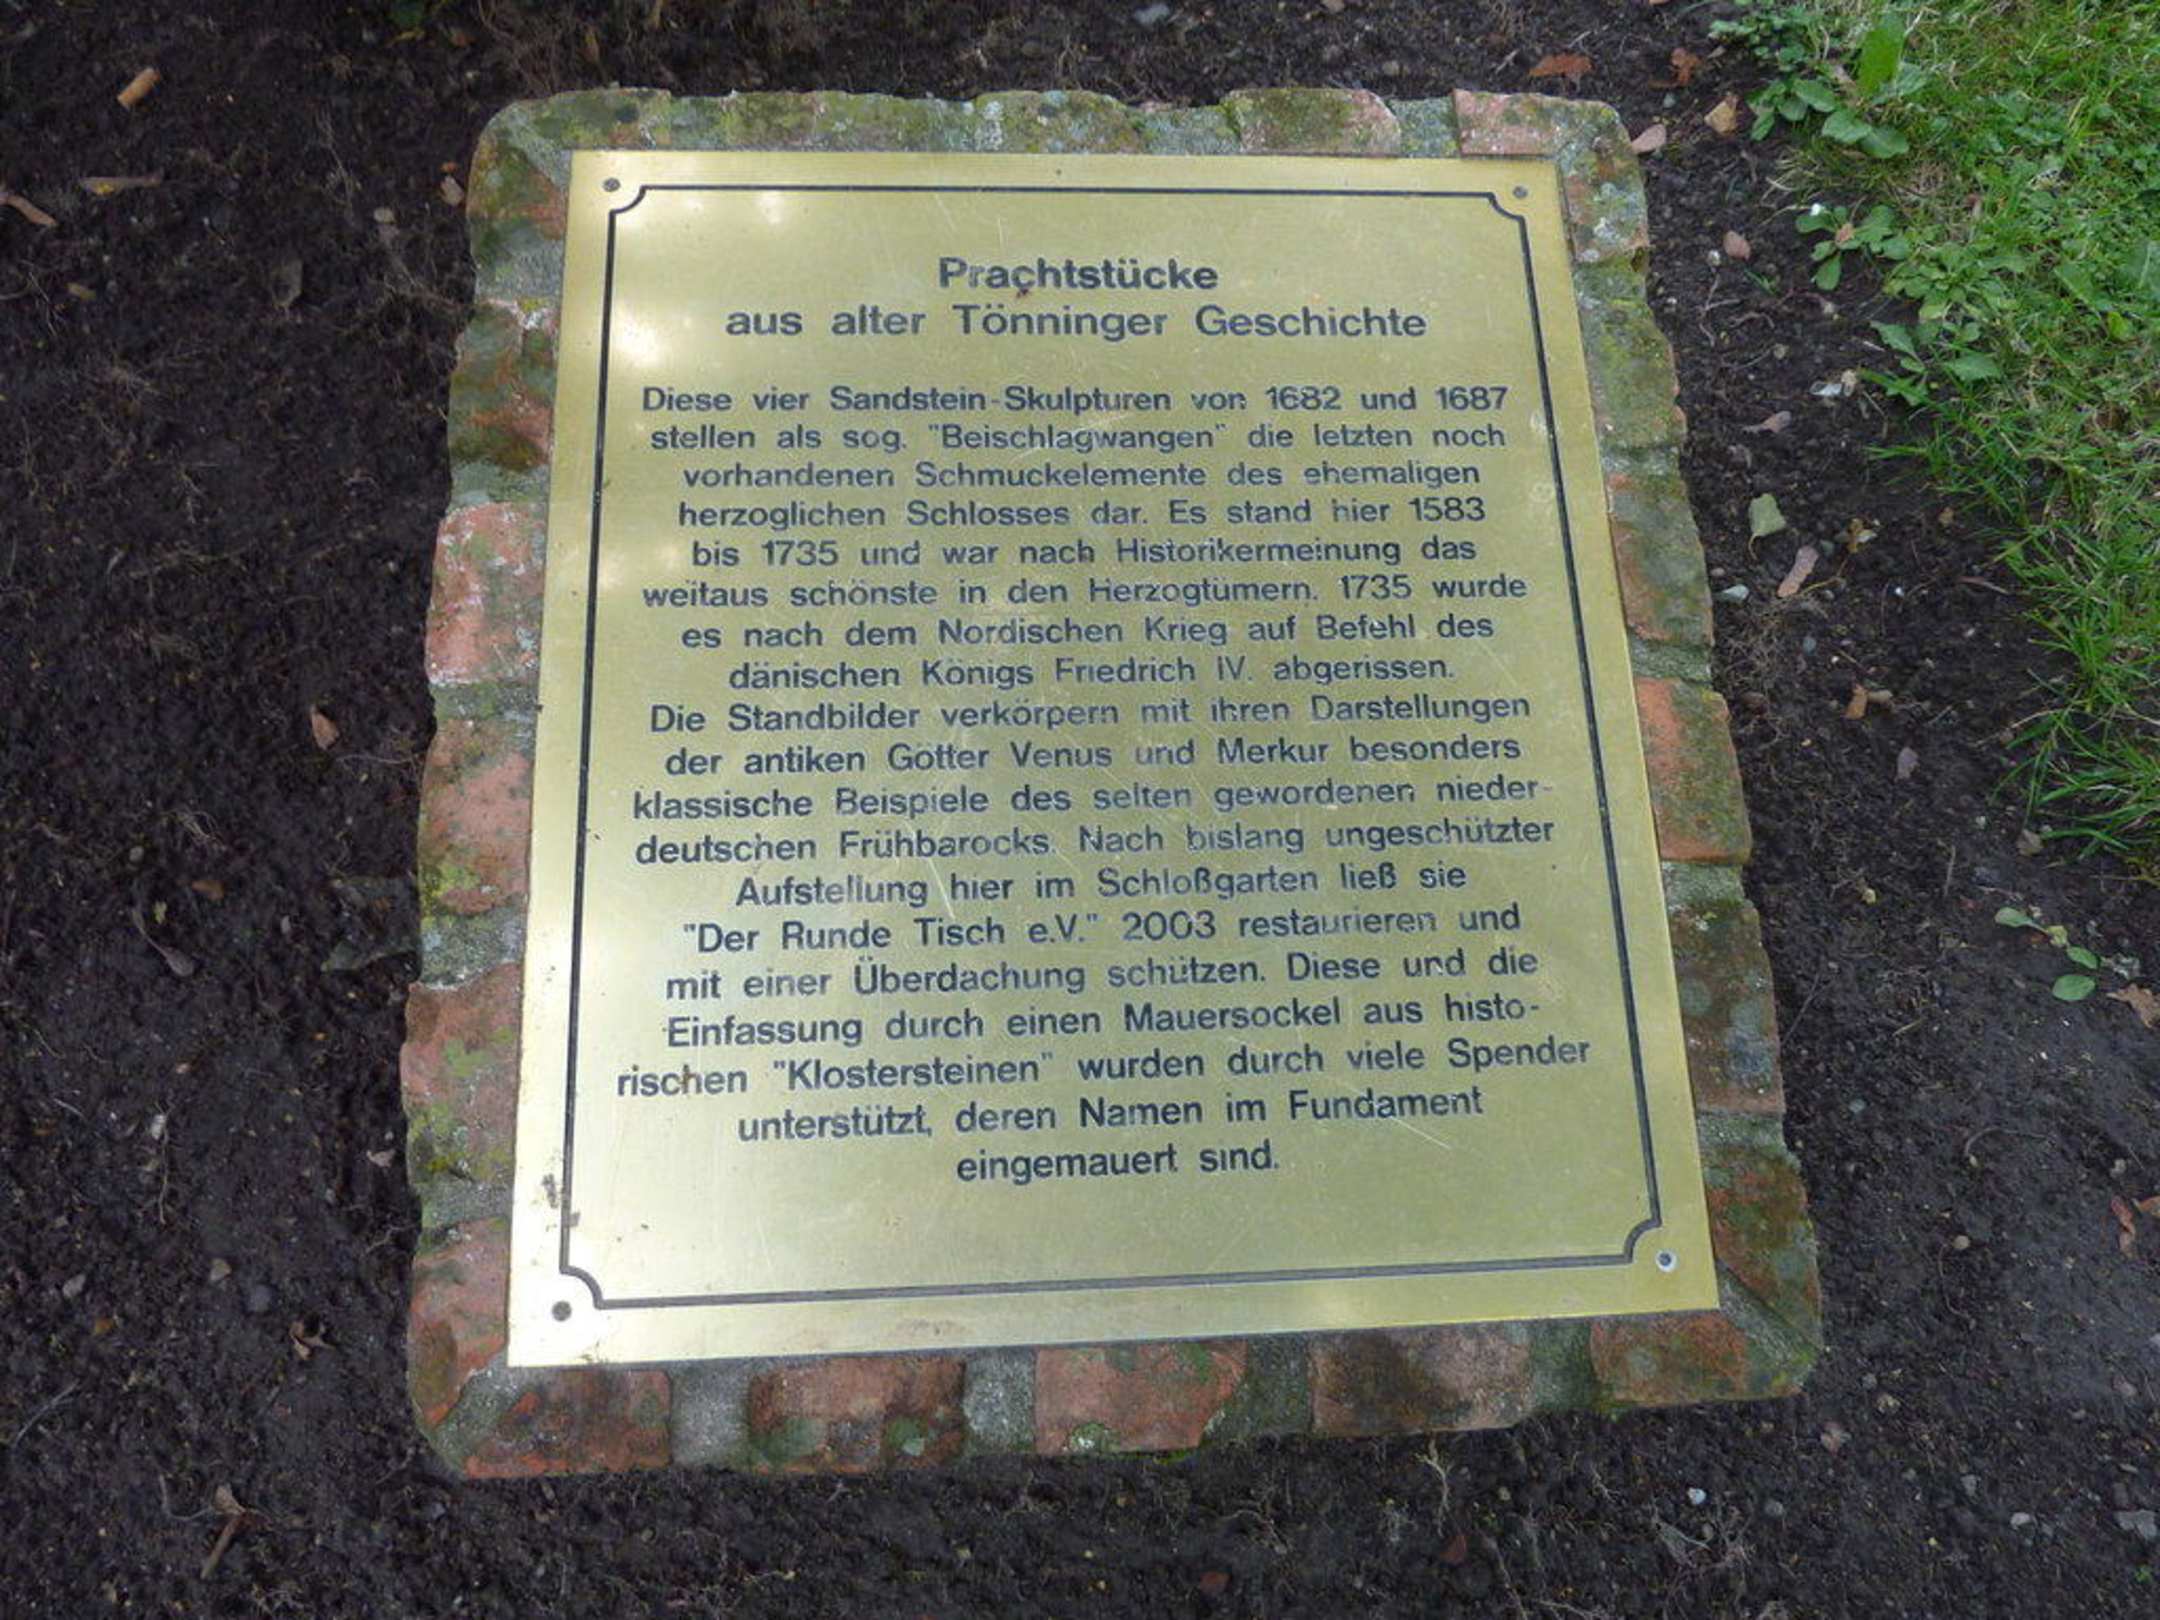 Prachtstücke
aus alter Tönninger Geschichte
Diese vier Sandstein-Skulpturen von 1682 und 1687
stellen als sog. "Beischlagwangen" die letzten noch
vorhandenen Schmuckelemente des ehemaligen
herzoglichen Schlosses dar. Es stand hier 1583
bis 1735 und war nach Historikermeinung das
weitaus schönste in den Herzogtümern. 1735 wurde
es nach dem Nordischen Krieg auf Befehl des
dänischen Königs Friedrich IV. abgerissen.
Die Standbilder verkörpern mit ihren Darstellungen
der antiken Götter Venus und Merkur besonders
klassische Beispiele des selten gewordenen nieder-
deutschen Frühbarocks. Nach bislang ungeschützter
Aufstellung hier im Schloßgarten ließ sie
"Der Runde Tisch e.V." 2003 restaurieren und
mit einer Überdachung schützen. Diese und die
Einfassung durch einen Mauersockel aus histo-
rischen "Klostersteinen" wurden durch viele Spender
unterstützt, deren Namen im Fundament
eingemauert sind.